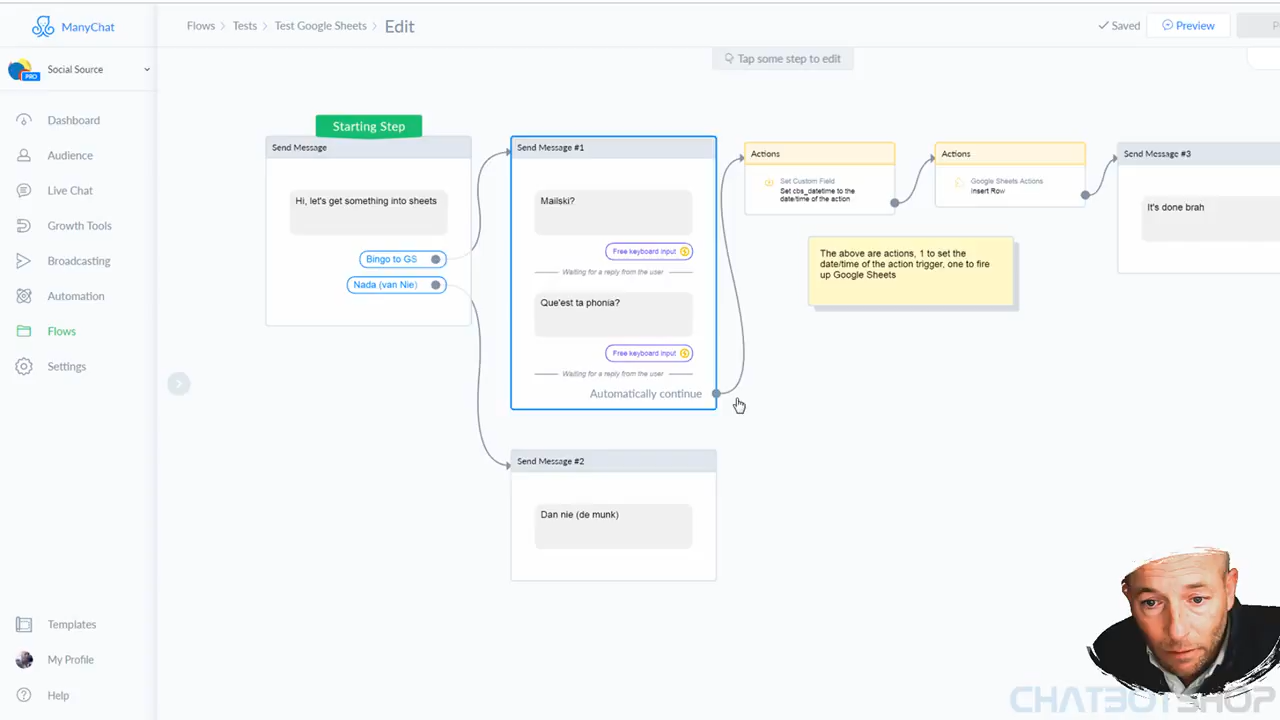 ManyChat
Flows > Tests > Test Google Sheets > Edit
Saved
Preview
P
PRO
Social Source
Tap some step to edit
Dashboard
Audience
Live Chat
Growth Tools
Broadcasting
Automation
Flows
Settings
Templates
My Profile
Help
Starting Step
Send Message
Hi, let's get something into sheets
Bingo to GS
Nada (van Nie)
Send Message #1
Mailski?
Free keyboard input
Waiting for a reply from the user
Que'est ta phonia?
Free keyboard input
Waiting for a reply from the user
Automatically continue
Send Message #2
Dan nie (de munk)
Actions
Set Custom Field
Set cbs_datetime to the
date/time of the action
Actions
Google Sheets Actions
Insert Row
The above are actions, 1 to set the
date/time of the action trigger, one to fire
up Google Sheets
Send Message #3
It's done brah
CHATBOTSHOP